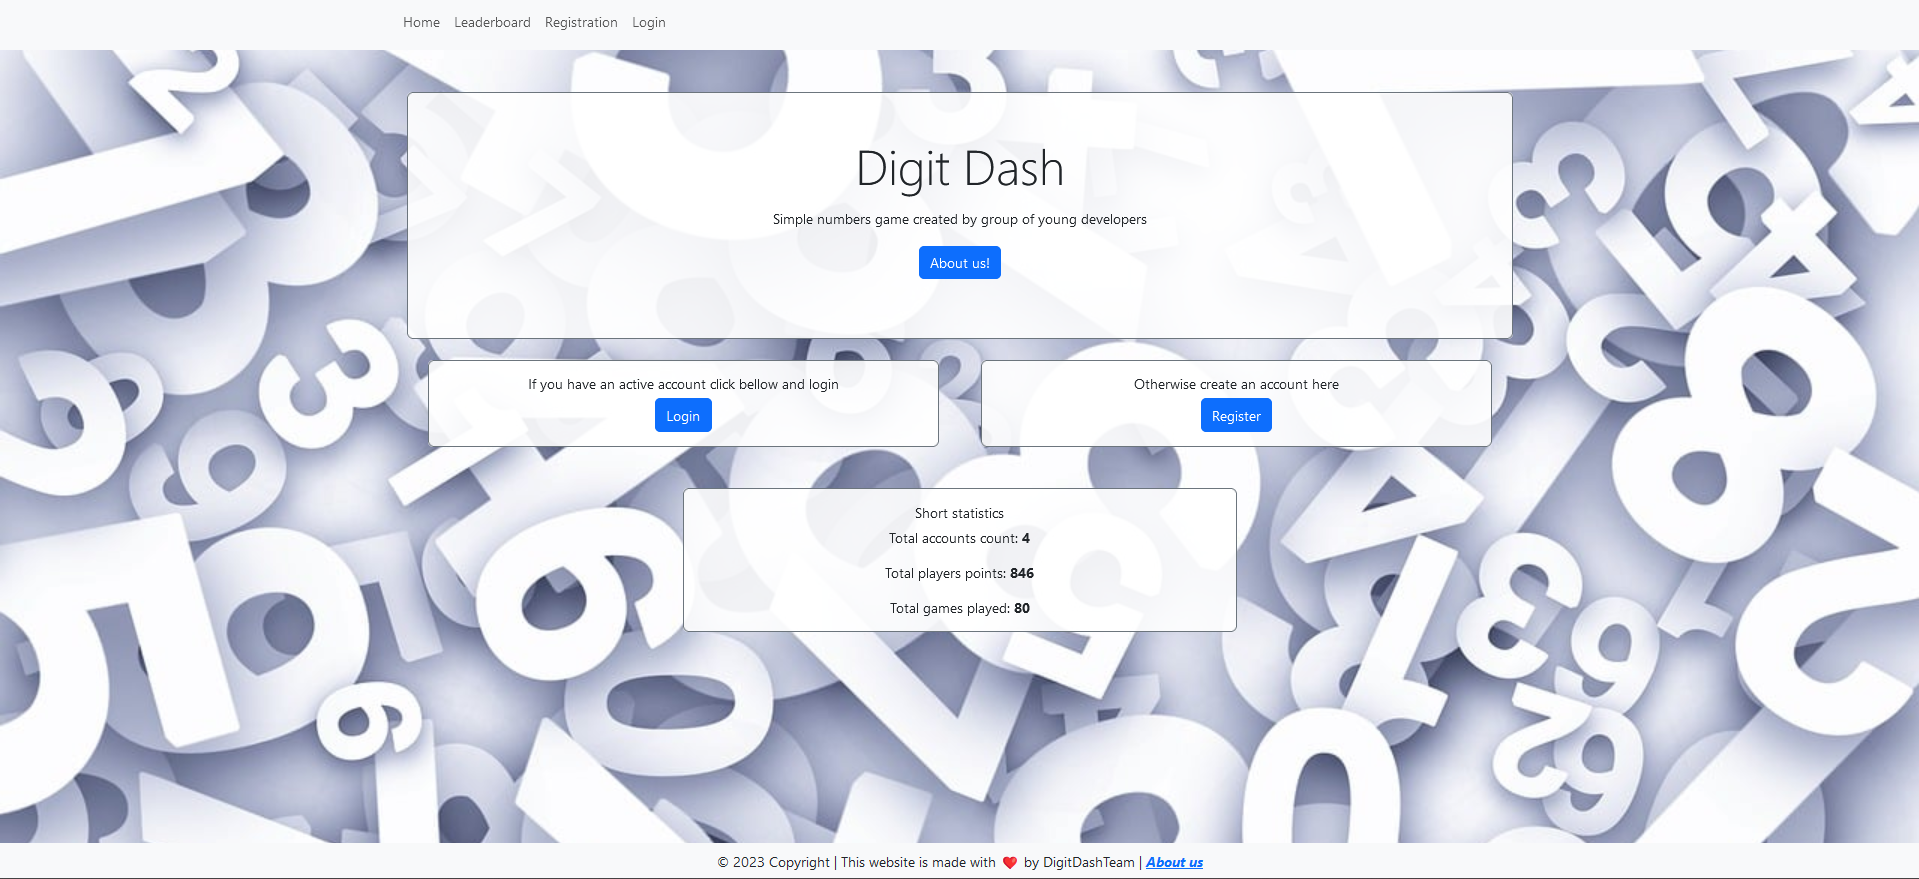 Home Leaderboard Registration Login
Digit Dash
Simple numbers game created by group of young developers
About us!
If you have an active account click bellow and login
Login
Otherwise create an account here
Register
Short statistics
Total accounts count: 4
Total players points: 846
Total games played: 80
© 2023 Copyright | This website is made with ❤️ by DigitDashTeam | About us